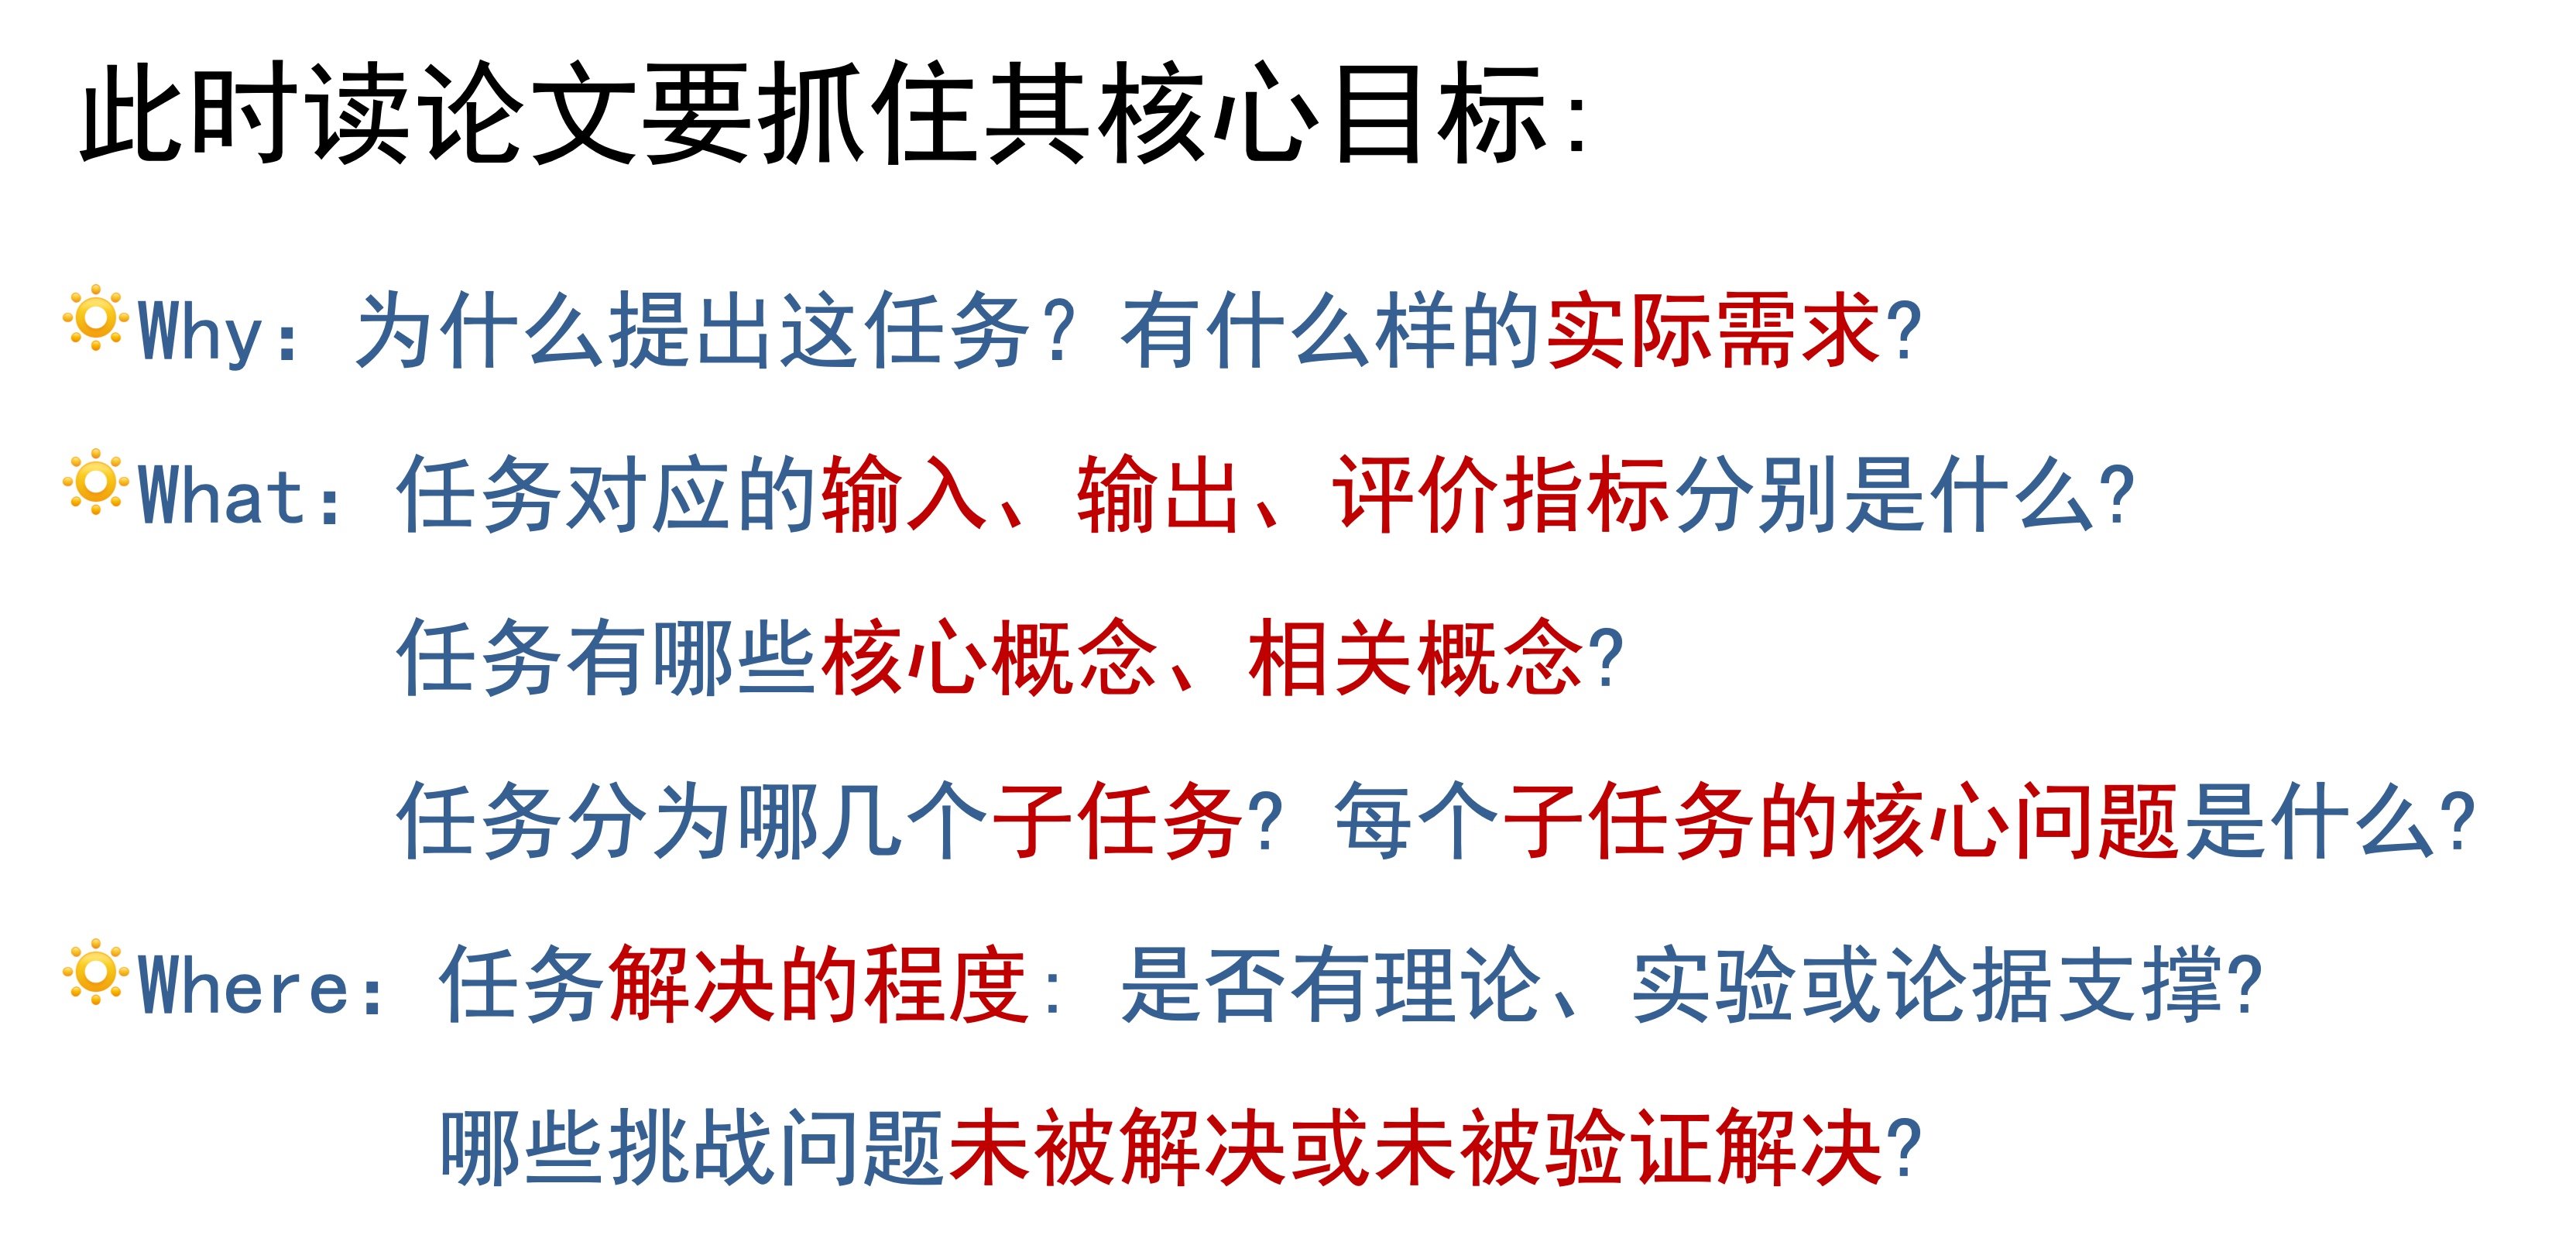 此时读论文要抓住其核心目标:
Why: 为什么提出这任务? 有什么样的实际需求?
What: 任务对应的输入、输出、评价指标分别是什么?
任务有哪些核心概念、相关概念?
任务分为哪几个子任务? 每个子任务的核心问题是什么?
Where: 任务解决的程度: 是否有理论、实验或论据支撑?
哪些挑战问题未被解决或未被验证解决?